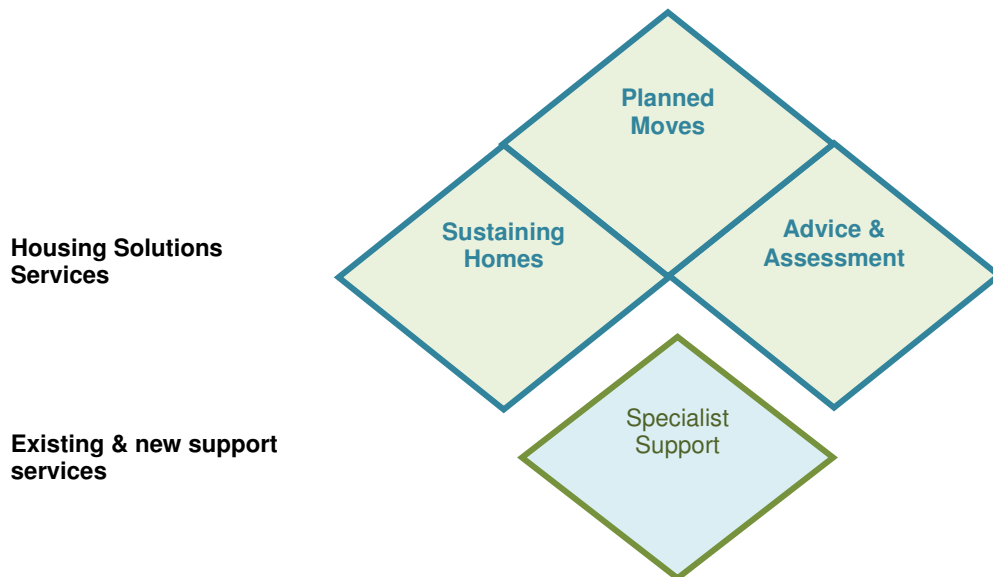 Planned
Moves
Sustaining
Homes
Advice &
Assessment
Housing Solutions
Services
Specialist
Support
Existing & new support
services